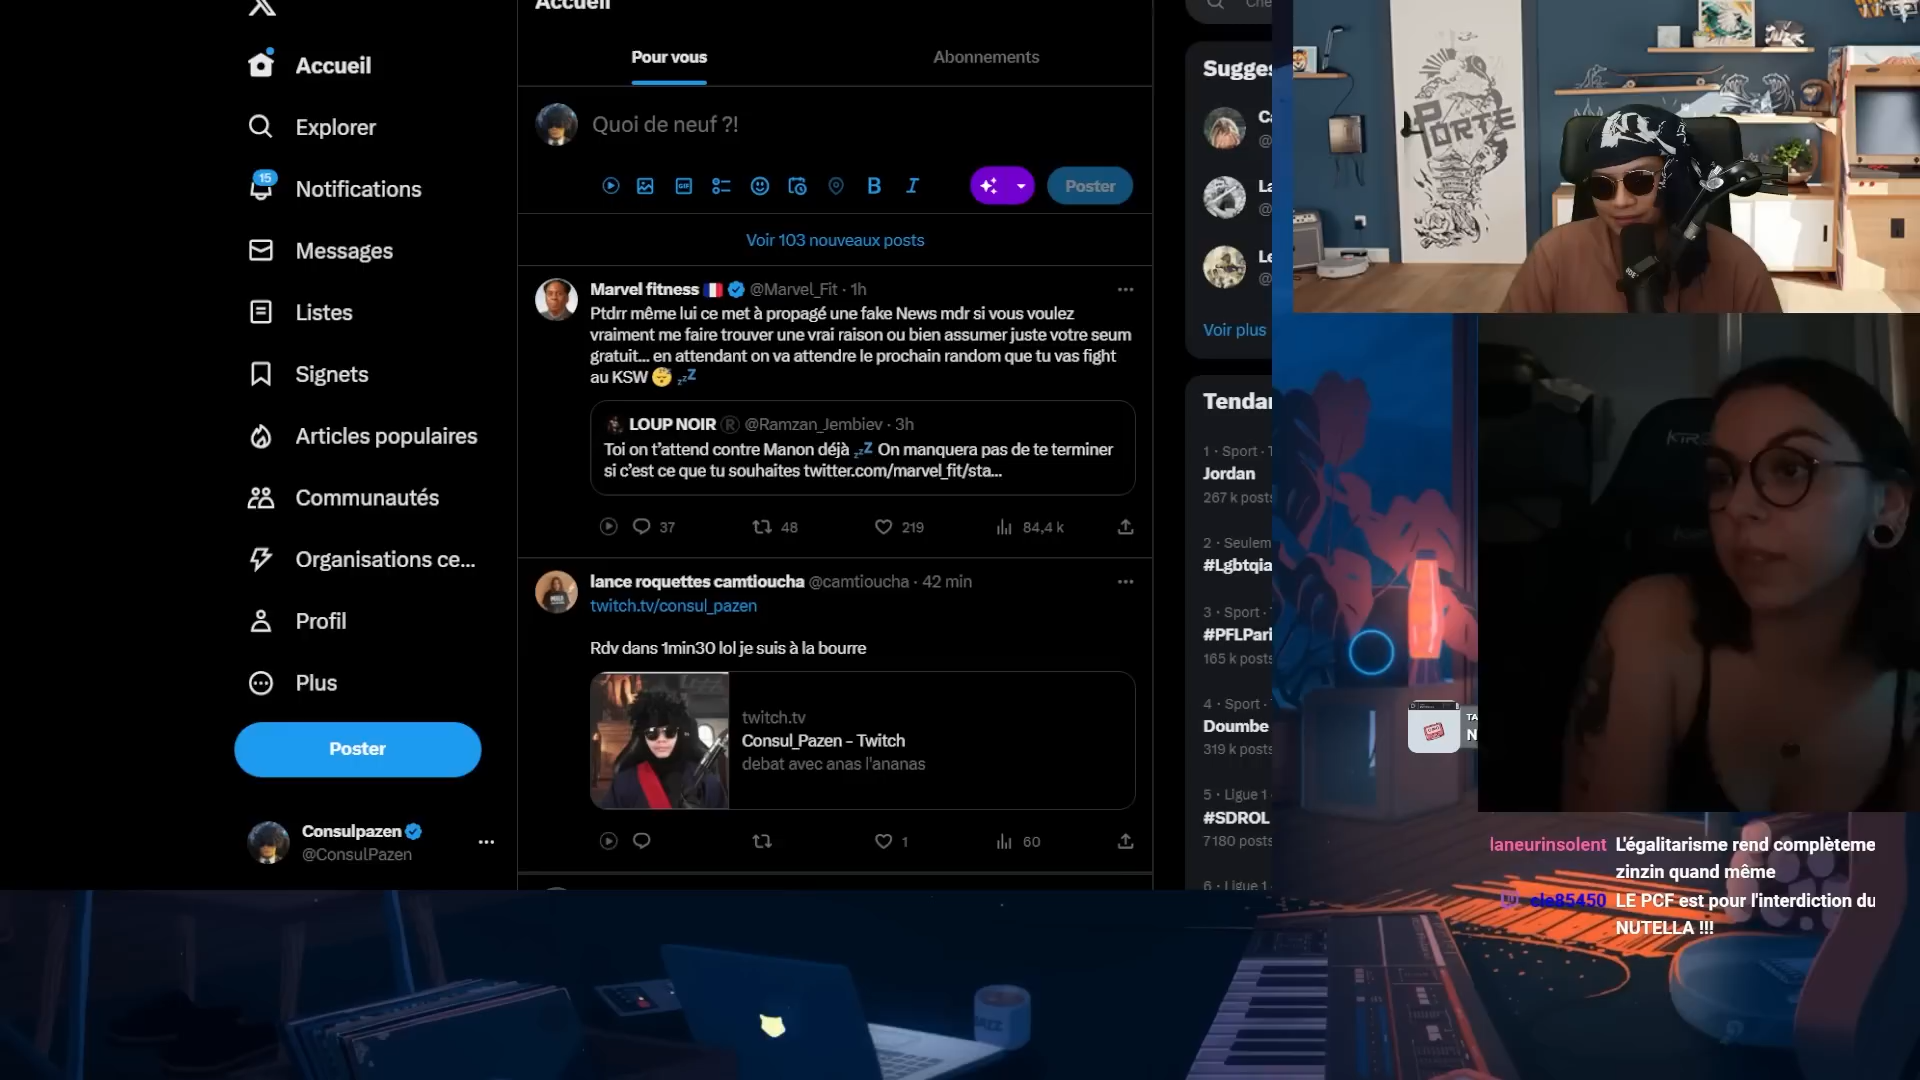 Accueil
Explorer
15
Notifications
Messages
Listes
Signets
Articles populaires
Communautés
Organisations ce...
Profil
Plus
Poster
Consulpazen
@ConsulPazen
Accueil
Pour vous
Abonnements
Quoi de neuf ?!
GIF
B I
Poster
Voir 103 nouveaux posts
Marvel fitness @Marvel_Fit · 1h
Ptdrr même lui ce met à propagé une fake News mdr si vous voulez
vraiment me faire trouver une vrai raison ou bien assumer juste votre seum
gratuit... en attendant on va attendre le prochain random que tu vas fight
au KSW 😴 💤
LOUP NOIR Ⓡ @Ramzan_Jembiev · 3h
Toi on t'attend contre Manon déjà 💤 On manquera pas de te terminer
si c'est ce que tu souhaites twitter.com/marvel_fit/sta...
37
48
219
84,4 k
lance roquettes camtioucha @camtioucha · 42 min
twitch.tv/consul_pazen
Rdv dans 1min30 lol je suis à la bourre
twitch.tv
Consul_Pazen - Twitch
debat avec anas l'ananas
1
60
Che
Sugges
Ca
@
La
@
Le
@
Voir plus
Tendan
1 · Sport · T
Jordan
267 k posts
2 · Seulem
#Lgbtqia
3 · Sport ·
#PFLPari
165 k posts
4 · Sport ·
Doumbe
319 k posts
5 · Ligue 1
#SDROL
7180 posts
6 · Ligue 1
PORTE
TA
N
laneurinsolent L'égalitarisme rend complèteme
zinzin quand même
cle85450 LE PCF est pour l'interdiction du
NUTELLA !!!